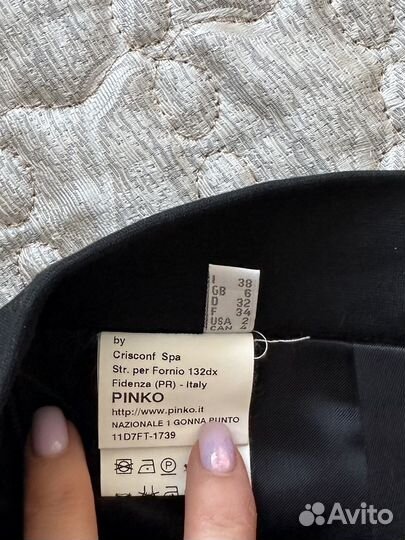 I 38
GB 6
D 32
F 34
USA 2
CAN 4
by
Crisconf Spa
Str. per Fornio 132dx
Fidenza (PR) - Italy
PINKO
http://www.pinko.it
NAZIONALE 1 GONNA PUNTO
11D7FT-1739
Avito